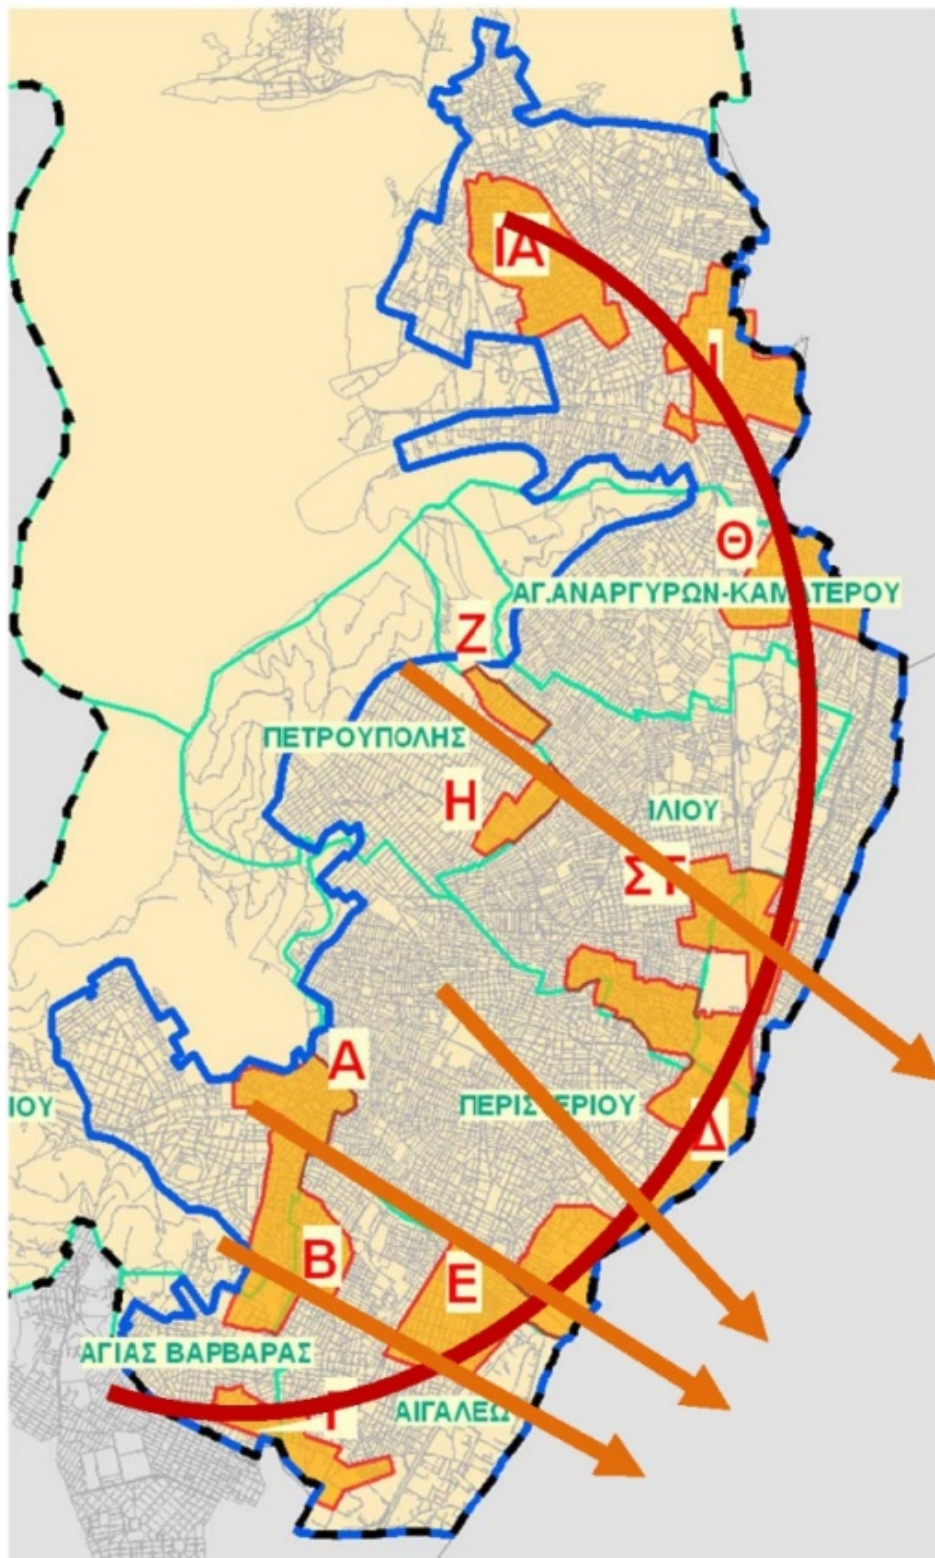 ΙΑ
Ι
Θ
ΑΓ.ΑΝΑΡΓΥΡΩΝ-ΚΑΜΑΤΕΡΟΥ
Ζ
ΠΕΤΡΟΥΠΟΛΗΣ
Η
ΙΛΙΟΥ
ΣΤ
Α
ΙΟΥ
ΠΕΡΙΣΤΕΡΙΟΥ
Δ
Β
Ε
ΑΓΙΑΣ ΒΑΡΒΑΡΑΣ
Γ
ΑΙΓΑΛΕΩ